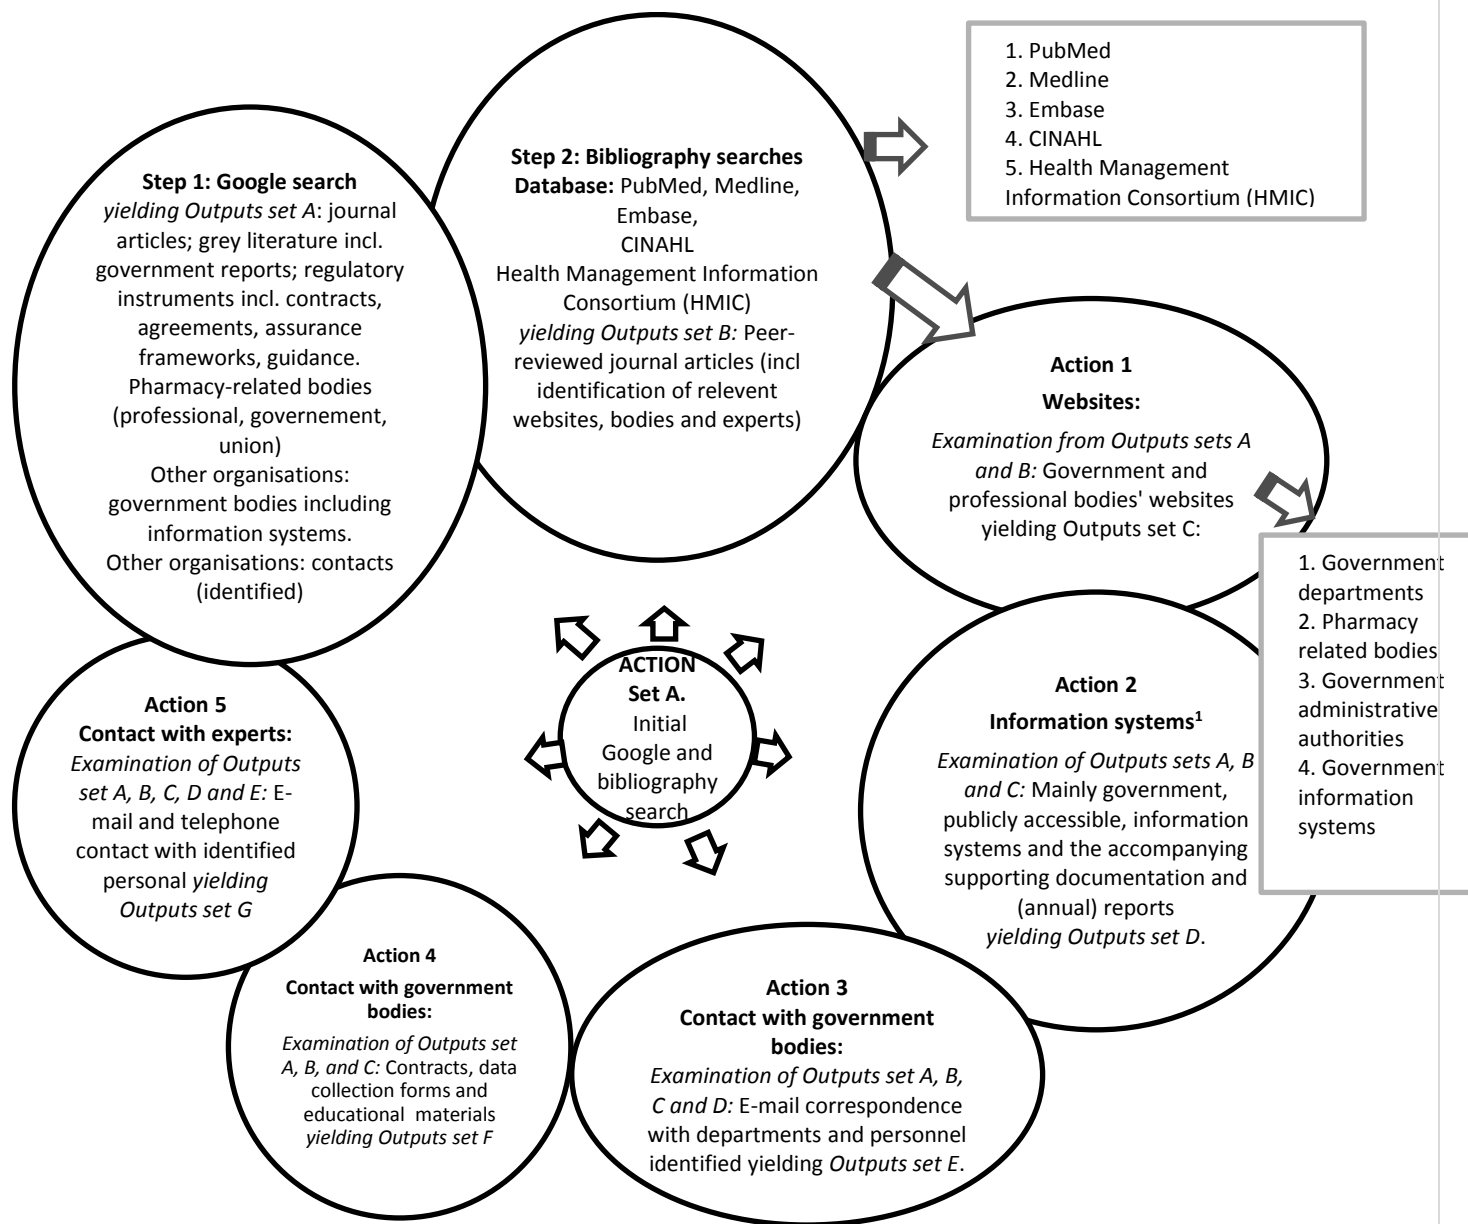 Step 1: Google search
yielding Outputs set A: journal
articles; grey literature incl.
government reports; regulatory
instruments incl. contracts,
agreements, assurance
frameworks, guidance.
Pharmacy-related bodies
(professional, governement,
union)
Other organisations:
government bodies including
information systems.
Other organisations: contacts
(identified)
Step 2: Bibliography searches
Database: PubMed, Medline,
Embase,
CINAHL
Health Management Information
Consortium (HMIC)
yielding Outputs set B: Peer-
reviewed journal articles (incl
identification of relevent
websites, bodies and experts)
1. PubMed
2. Medline
3. Embase
4. CINAHL
5. Health Management
Information Consortium (HMIC)
Action 1
Websites:
Examination from Outputs sets A
and B: Government and
professional bodies' websites
yielding Outputs set C:
1. Government
departments
2. Pharmacy
related bodies
3. Government
administrative
authorities
4. Government
information
systems
Action 2
Information systems1
Examination of Outputs sets A, B
and C: Mainly government,
publicly accessible, information
systems and the accompanying
supporting documentation and
(annual) reports
yielding Outputs set D.
ACTION
Set A.
Initial
Google and
bibliography
search
Action 3
Contact with government
bodies:
Examination of Outputs set A, B,
C and D: E-mail correspondence
with departments and personnel
identified yielding Outputs set E.
Action 4
Contact with government
bodies:
Examination of Outputs set
A, B, and C: Contracts, data
collection forms and
educational materials
yielding Outputs set F
Action 5
Contact with experts:
Examination of Outputs
set A, B, C, D and E: E-
mail and telephone
contact with identified
personal yielding
Outputs set G